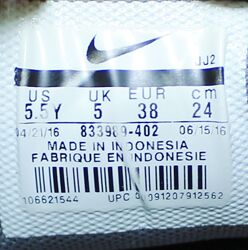 JJ2
US UK EUR cm
5.5Y 5 38 24
04/21/16 833989-402 06/15/16
MADE IN INDONESIA
FABRIQUE EN INDONESIE
106621544 UPC 091207912562